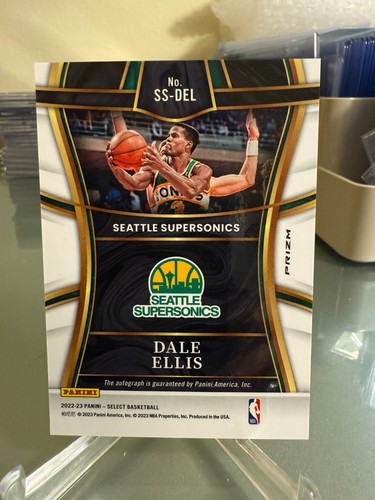 No.
SS-DEL
SONICS
3
SEATTLE SUPERSONICS
PRIZM
SEATTLE
SUPERSONICS
DALE
ELLIS
The autograph is guaranteed by Panini America, Inc.
PANINI
2022-23 PANINI – SELECT BASKETBALL
© 2023 Panini America, Inc. © 2023 NBA Properties, Inc. Produced in the USA.